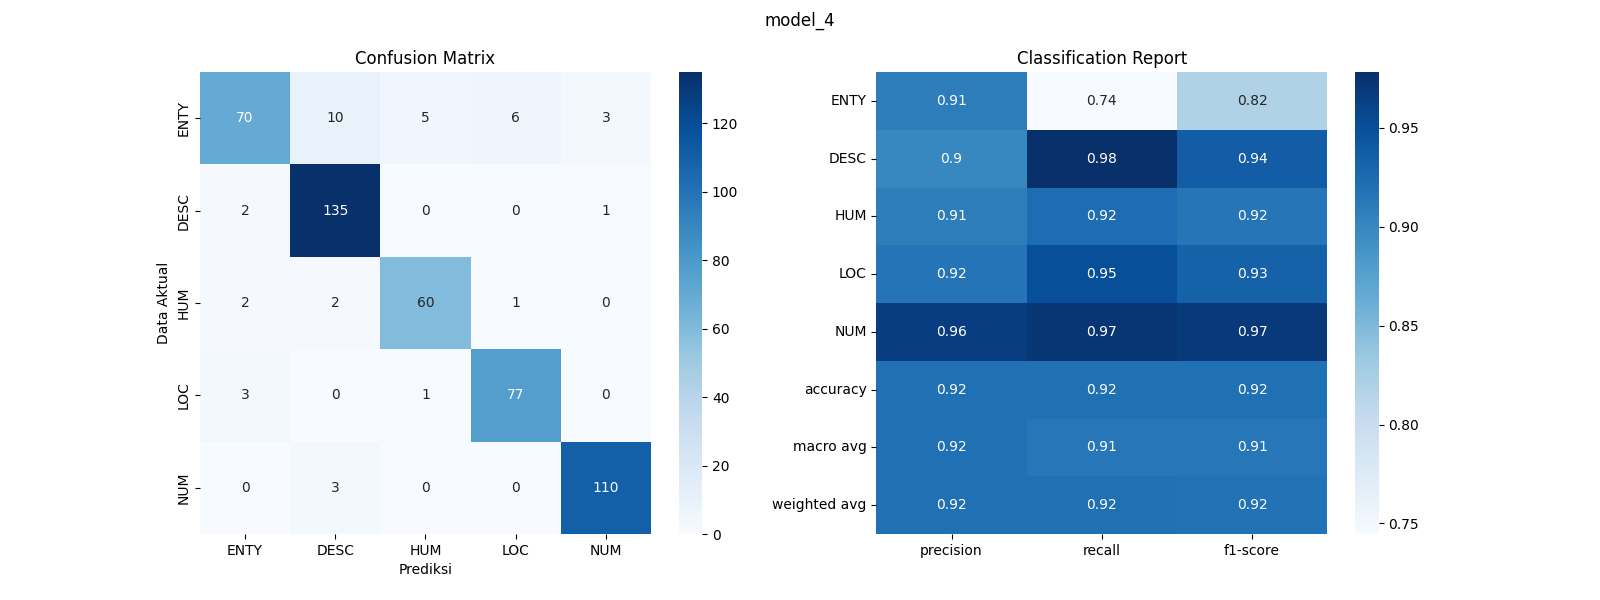 model_4
Confusion Matrix
Data Aktual
ENTY 70 10 5 6 3
DESC 2 135 0 0 1
HUM 2 2 60 1 0
LOC 3 0 1 77 0
NUM 0 3 0 0 110
ENTY DESC HUM LOC NUM
Prediksi
120
100
80
60
40
20
0
Classification Report
ENTY 0.91 0.74 0.82
DESC 0.9 0.98 0.94
HUM 0.91 0.92 0.92
LOC 0.92 0.95 0.93
NUM 0.96 0.97 0.97
accuracy 0.92 0.92 0.92
macro avg 0.92 0.91 0.91
weighted avg 0.92 0.92 0.92
precision recall f1-score
0.95
0.90
0.85
0.80
0.75